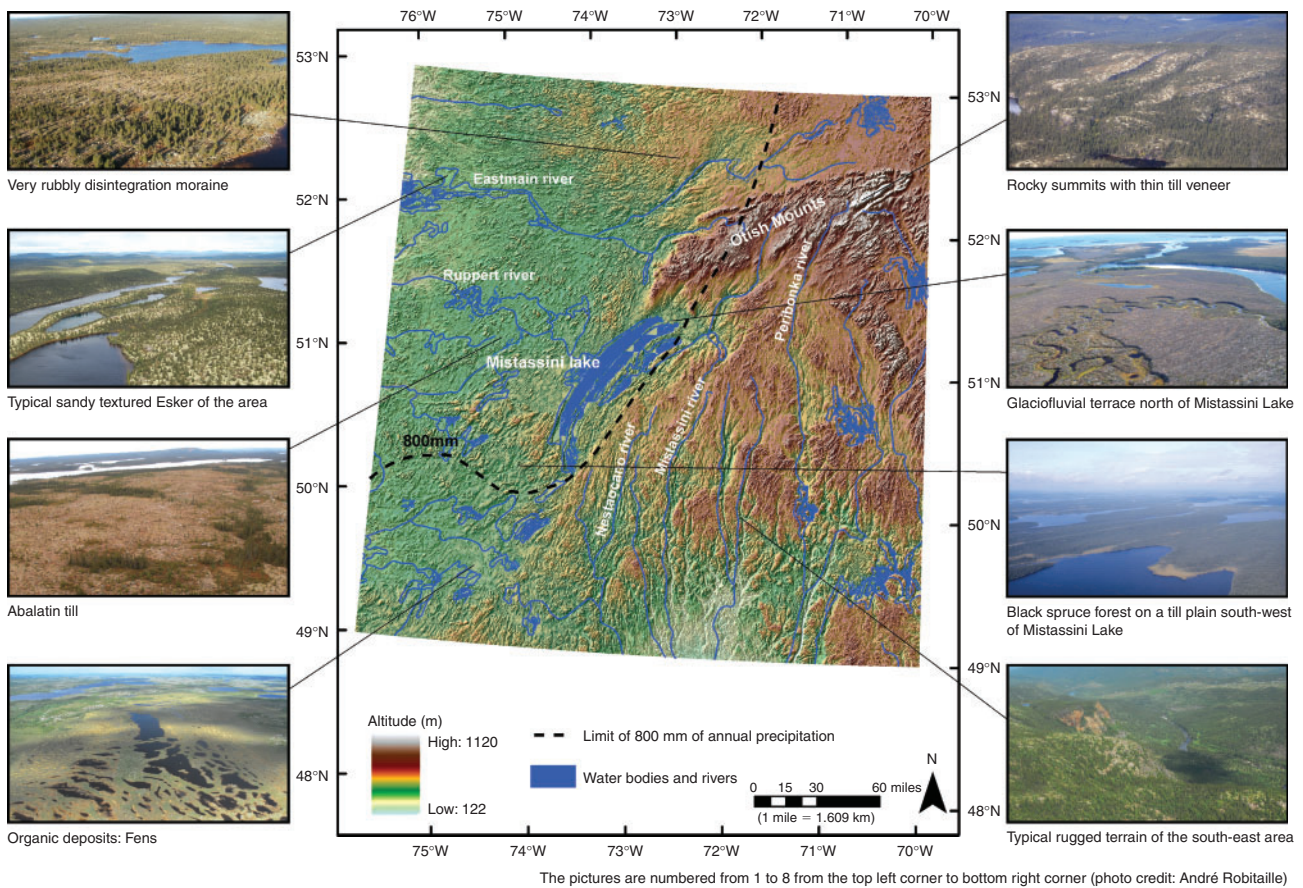 76°W 75°W 74°W 73°W 72°W 71°W 70°W
53°N
52°N
51°N
50°N
49°N
48°N
53°N
52°N
51°N
50°N
49°N
48°N
75°W 74°W 73°W 72°W 71°W 70°W
Very rubbly disintegration moraine
Typical sandy textured Esker of the area
Abalatin till
Organic deposits: Fens
Eastmain river
Otish Mounts
Ruppert river
Peribonka river
Mistassini lake
Mistassini river
Nestaocano river
800mm
Altitude (m)
High: 1120
Low: 122
Limit of 800 mm of annual precipitation
Water bodies and rivers
0 15 30 60 miles
(1 mile = 1.609 km)
N
Rocky summits with thin till veneer
Glaciofluvial terrace north of Mistassini Lake
Black spruce forest on a till plain south-west
of Mistassini Lake
Typical rugged terrain of the south-east area
The pictures are numbered from 1 to 8 from the top left corner to bottom right corner (photo credit: André Robitaille)